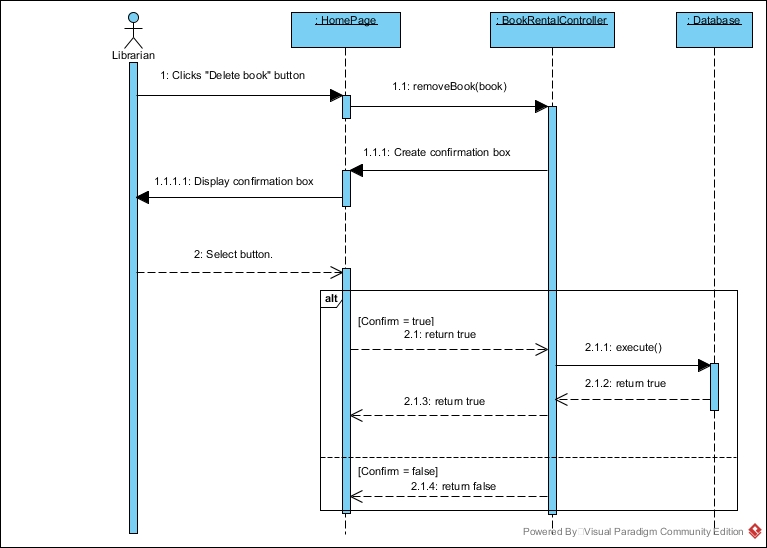 : HomePage
: BookRentalController
: Database
Librarian
1: Clicks "Delete book" button
1.1: removeBook(book)
1.1.1: Create confirmation box
1.1.1.1: Display confirmation box
2: Select button.
alt
[Confirm = true]
2.1: return true
2.1.1: execute()
2.1.2: return true
2.1.3: return true
[Confirm = false]
2.1.4: return false
Powered By Visual Paradigm Community Edition